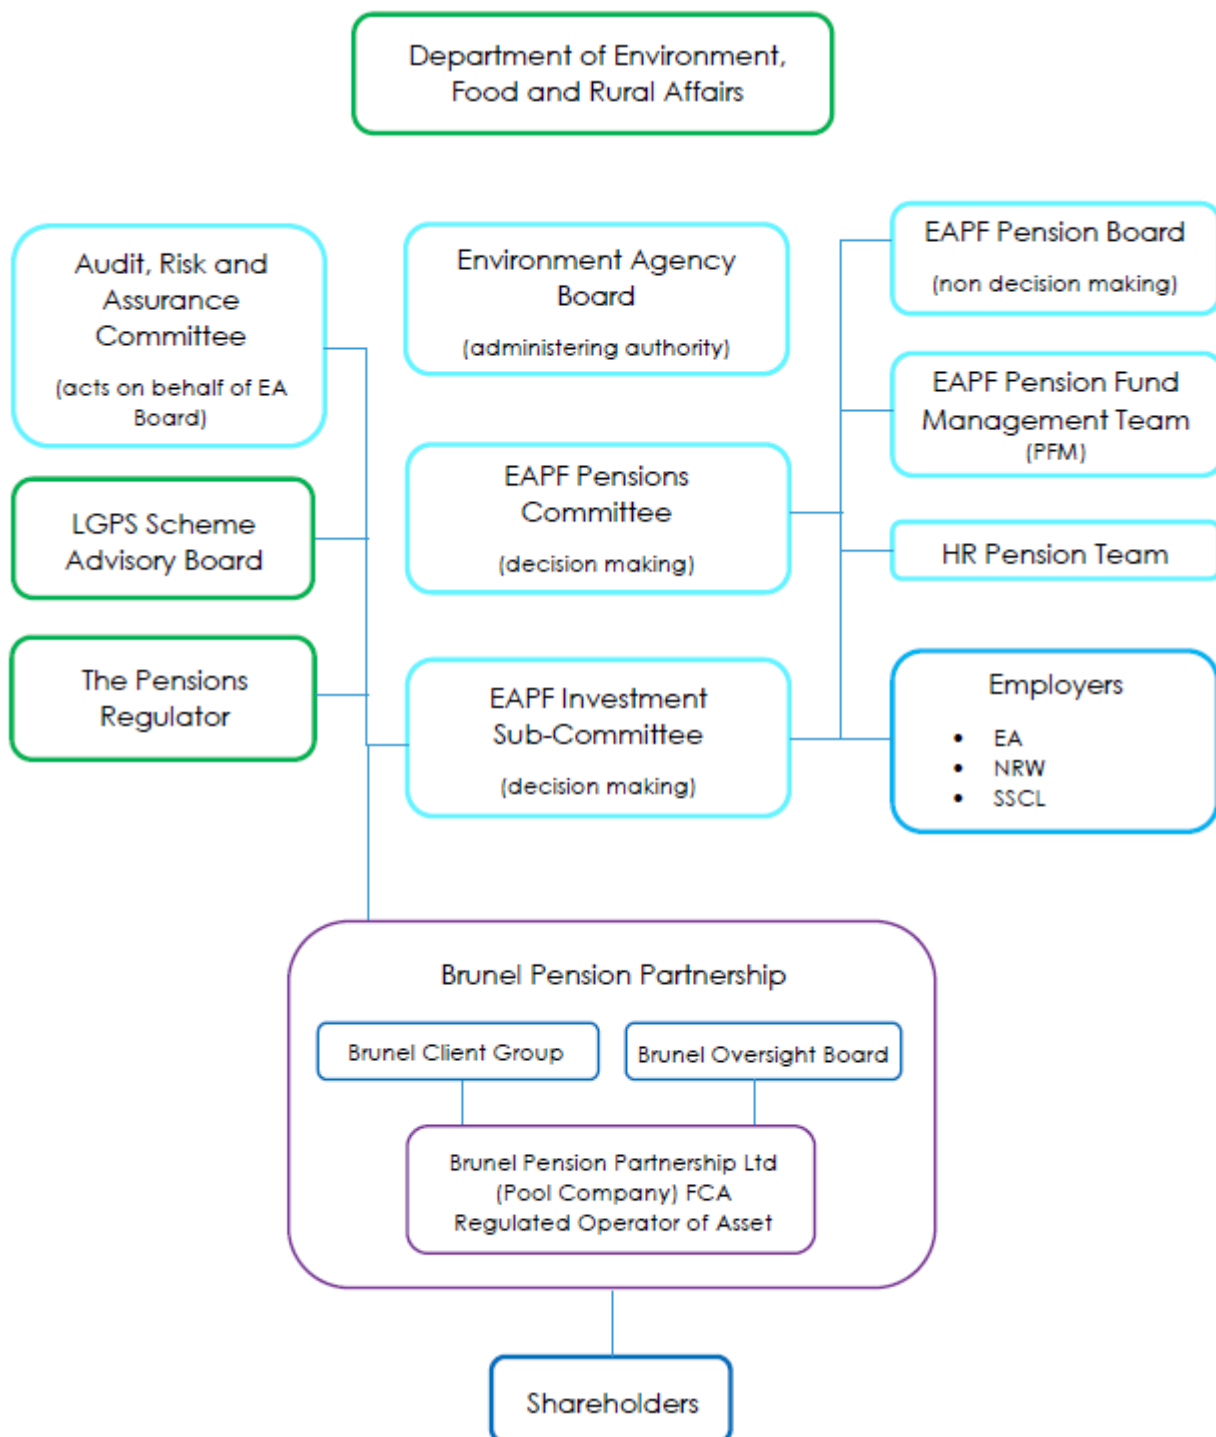 Department of Environment,
Food and Rural Affairs
Audit, Risk and
Assurance
Committee
(acts on behalf of EA
Board)
Environment Agency
Board
(administering authority)
EAPF Pension Board
(non decision making)
EAPF Pension Fund
Management Team
(PFM)
LGPS Scheme
Advisory Board
EAPF Pensions
Committee
(decision making)
HR Pension Team
The Pensions
Regulator
EAPF Investment
Sub-Committee
(decision making)
Employers
• EA
• NRW
• SSCL
Brunel Pension Partnership
Brunel Client Group
Brunel Oversight Board
Brunel Pension Partnership Ltd
(Pool Company) FCA
Regulated Operator of Asset
Shareholders